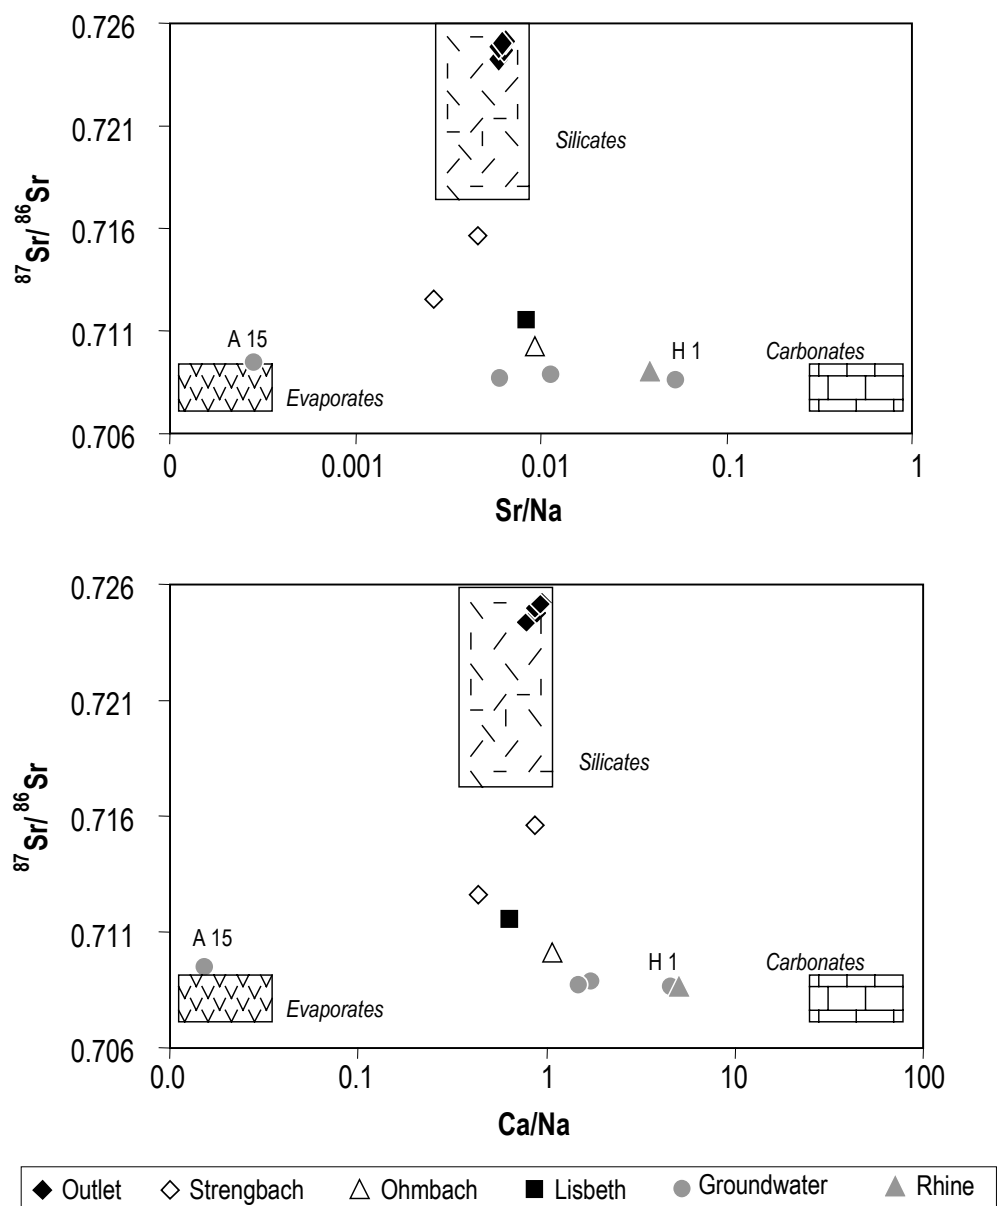 0.726
0.721
0.716
0.711
0.706
87Sr/ 86Sr
Silicates
A 15
H 1
Carbonates
Evaporates
0 0.001 0.01 0.1 1
Sr/Na
0.726
0.721
0.716
0.711
0.706
87Sr/ 86Sr
Silicates
A 15
H 1
Carbonates
Evaporates
0.0 0.1 1 10 100
Ca/Na
Outlet Strengbach Ohmbach Lisbeth Groundwater Rhine